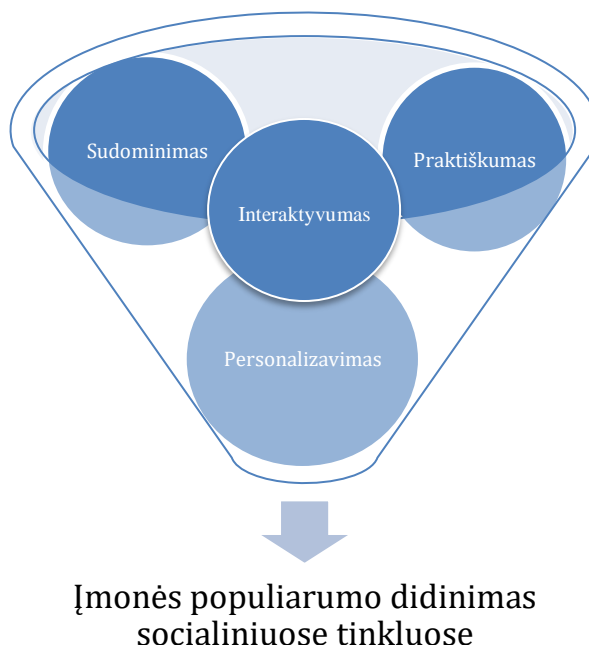 Sudominimas
Praktiškumas
Interaktyvumas
Personalizavimas
Įmonės populiarumo didinimas
socialiniuose tinkluose